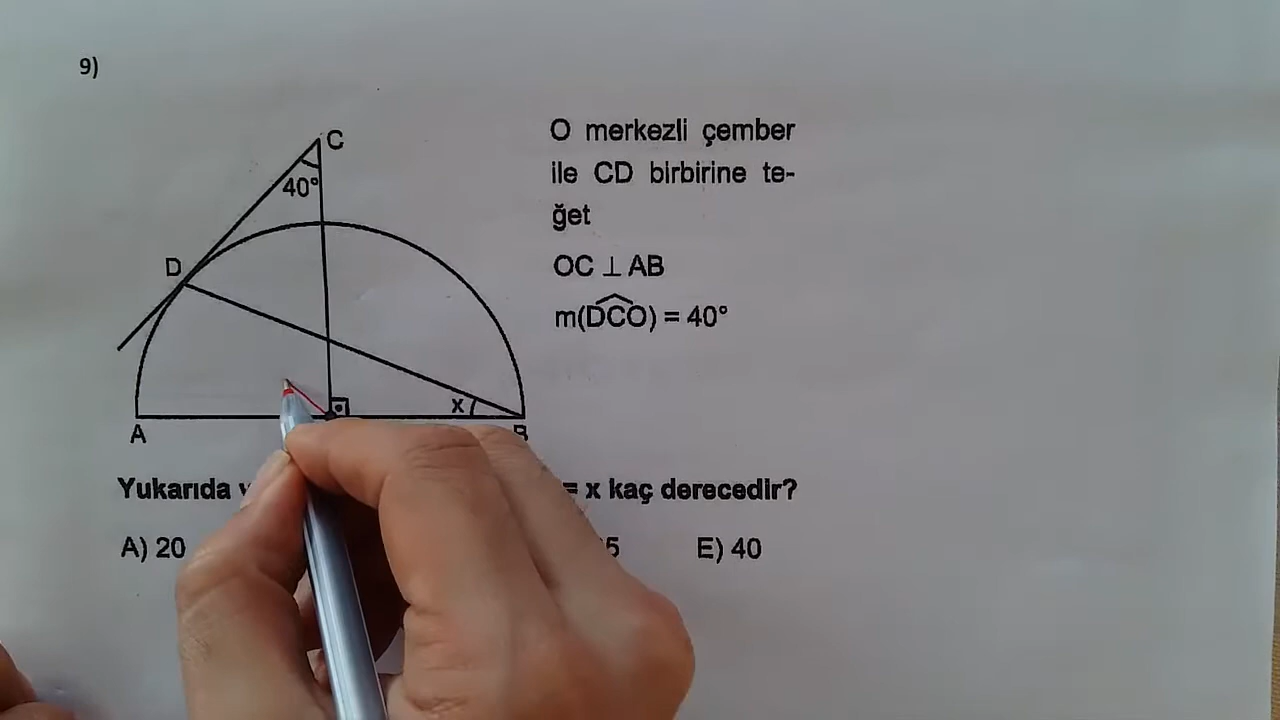 9)
C
40°
D
x
A
B
O merkezli çember
ile CD birbirine te-
ğet
OC ⊥ AB
m(DCO) = 40°
Yukarıda = x kaç derecedir?
A) 20 E) 40